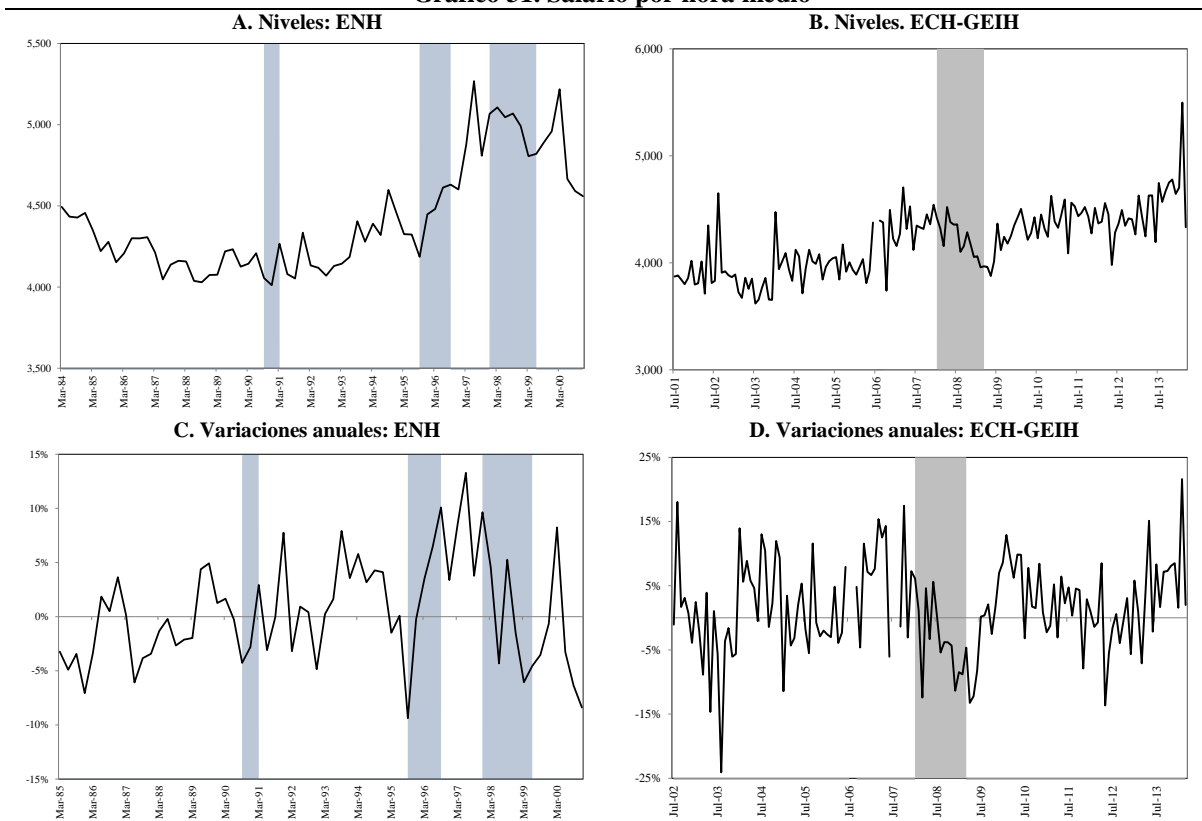 Gráfico 31. Salario por hora medio
A. Niveles: ENH
5,500
5,000
4,500
4,000
3,500
Mar-84
Mar-85
Mar-86
Mar-87
Mar-88
Mar-89
Mar-90
Mar-91
Mar-92
Mar-93
Mar-94
Mar-95
Mar-96
Mar-97
Mar-98
Mar-99
Mar-00
B. Niveles. ECH-GEIH
6,000
5,000
4,000
3,000
Jul-01
Jul-02
Jul-03
Jul-04
Jul-05
Jul-06
Jul-07
Jul-08
Jul-09
Jul-10
Jul-11
Jul-12
Jul-13
C. Variaciones anuales: ENH
15%
10%
5%
0%
-5%
-10%
-15%
Mar-85
Mar-86
Mar-87
Mar-88
Mar-89
Mar-90
Mar-91
Mar-92
Mar-93
Mar-94
Mar-95
Mar-96
Mar-97
Mar-98
Mar-99
Mar-00
D. Variaciones anuales: ECH-GEIH
25%
15%
5%
-5%
-15%
-25%
Jul-02
Jul-03
Jul-04
Jul-05
Jul-06
Jul-07
Jul-08
Jul-09
Jul-10
Jul-11
Jul-12
Jul-13